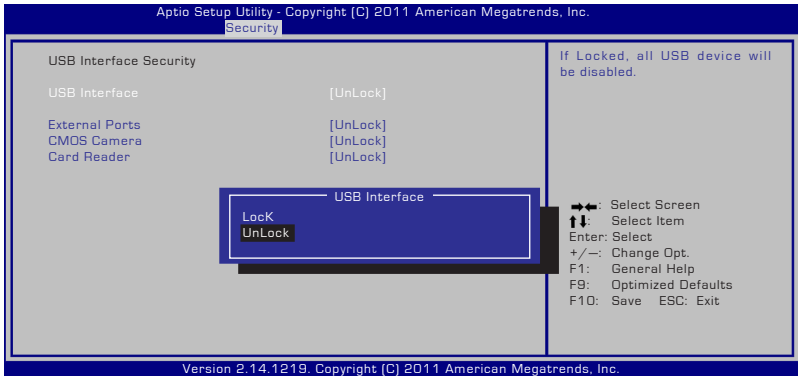 Aptio Setup Utility - Copyright (C) 2011 American Megatrends, Inc.
Security
USB Interface Security
USB Interface [UnLock]
External Ports [UnLock]
CMOS Camera [UnLock]
Card Reader [UnLock]
USB Interface
LocK
UnLock
If Locked, all USB device will
be disabled.
→←: Select Screen
↑↓: Select Item
Enter: Select
+/—: Change Opt.
F1: General Help
F9: Optimized Defaults
F10: Save ESC: Exit
Version 2.14.1219. Copyright (C) 2011 American Megatrends, Inc.